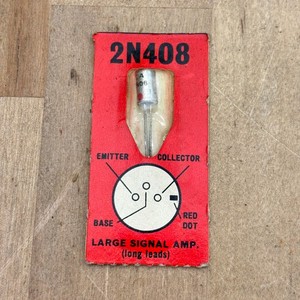 2N408
EMITTER COLLECTOR
BASE RED
DOT
LARGE SIGNAL AMP.
(long leads)